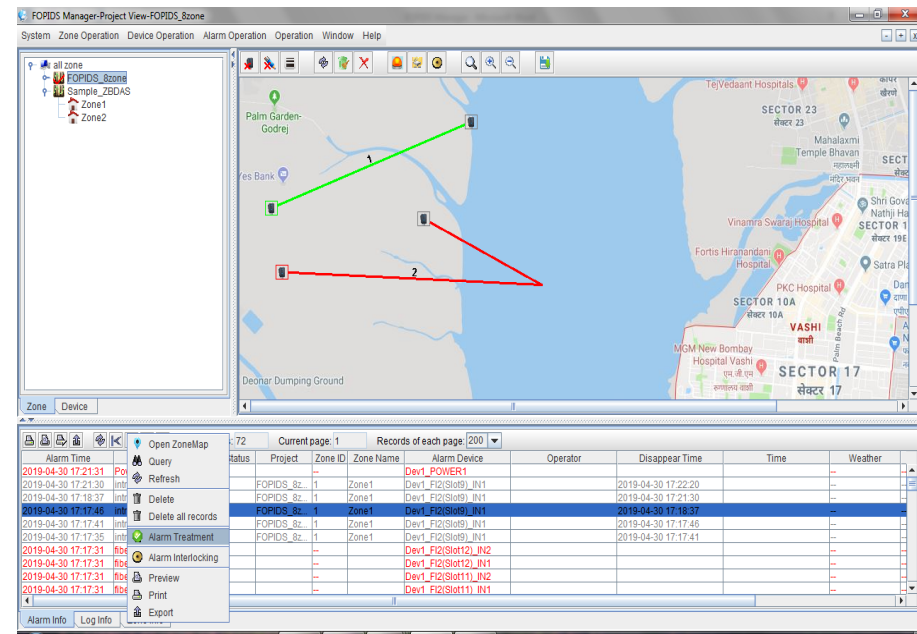 FOPIDS Manager-Project View-FOPIDS_8zone
System Zone Operation Device Operation Alarm Operation Operation Window Help
all zone
FOPIDS_8zone
Sample_ZBDAS
Zone1
Zone2
Zone Device
TejVedaant Hospitals
SECTOR 23
सेक्टर 23
Palm Garden-
Godrej
Mahalaxmi
Temple Bhavan
SECT
Yes Bank
1
Shri Gova
Nathji Ha
Vinamra Swaraj Hospital
SECTOR 1
सेक्टर 19E
Fortis Hiranandani
Hospital
Satra Pla
2
PKC Hospital
SECTOR 10A
सेक्टर 10A
VASHI
वाशी
Palm Beach Rd
MGM New Bombay
Hospital Vashi
SECTOR 17
सेक्टर 17
Deonar Dumping Ground
72 Current page: 1 Records of each page: 200
Alarm Time Status Project Zone ID Zone Name Alarm Device Operator Disappear Time Time Weather
2019-04-30 17:21:31 -- Dev1_POWER1 --
2019-04-30 17:21:30 FOPIDS_8z... 1 Zone1 Dev1_FI2(Slot9)_IN1 2019-04-30 17:22:20 --
2019-04-30 17:18:37 FOPIDS_8z... 1 Zone1 Dev1_FI2(Slot9)_IN1 2019-04-30 17:21:30 --
2019-04-30 17:17:46 FOPIDS_8z... 1 Zone1 Dev1_FI2(Slot9)_IN1 2019-04-30 17:18:37 --
2019-04-30 17:17:41 FOPIDS_8z... 1 Zone1 Dev1_FI2(Slot9)_IN1 2019-04-30 17:17:46 --
2019-04-30 17:17:35 FOPIDS_8z... 1 Zone1 Dev1_FI2(Slot9)_IN1 2019-04-30 17:17:41 --
2019-04-30 17:17:31 -- Dev1_FI2(Slot12)_IN2 --
2019-04-30 17:17:31 -- Dev1_FI2(Slot12)_IN1 --
2019-04-30 17:17:31 -- Dev1_FI2(Slot11)_IN2 --
2019-04-30 17:17:31 -- Dev1_FI2(Slot11)_IN1 --
Open ZoneMap
Query
Refresh
Delete
Delete all records
Alarm Treatment
Alarm Interlocking
Preview
Print
Export
Alarm Info Log Info